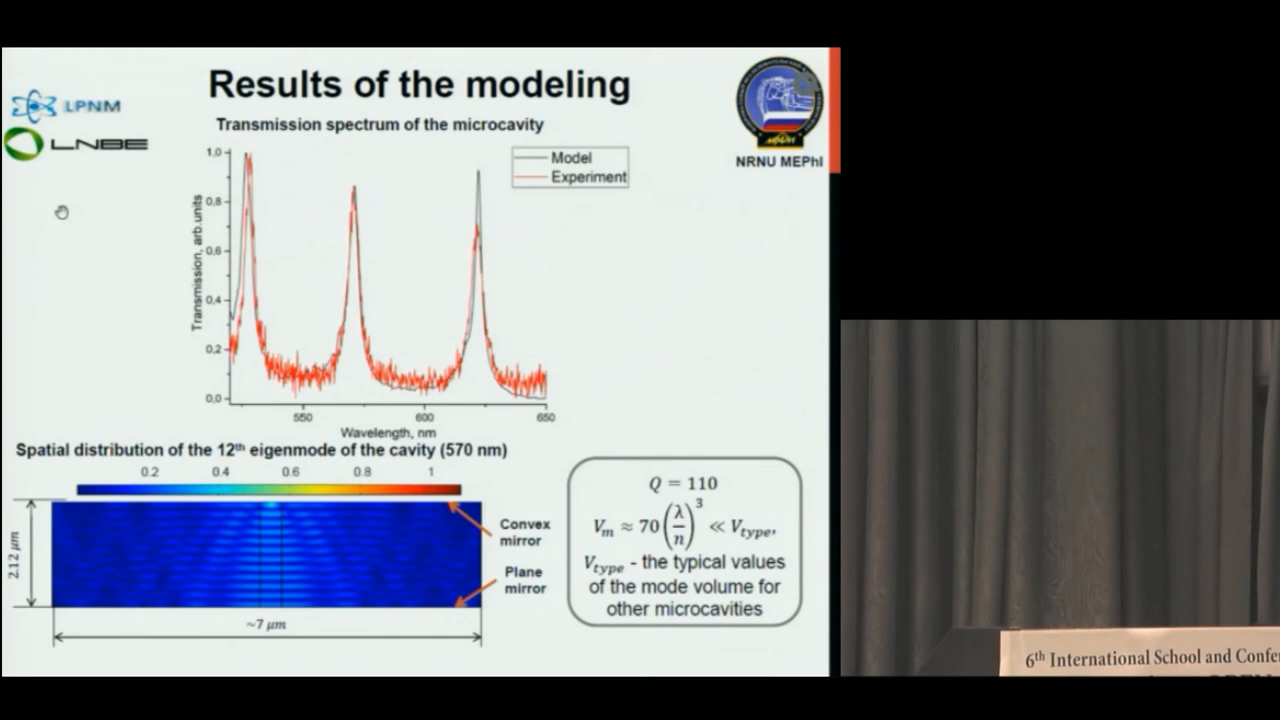 Results of the modeling
LPNM
LNBE
Transmission spectrum of the microcavity
NRNU MEPhI
Model
Experiment
Transmission, arb.units
1,0
0,8
0,6
0,4
0,2
0,0
550
600
650
Wavelength, nm
Spatial distribution of the 12th eigenmode of the cavity (570 nm)
0.2 0.4 0.6 0.8 1
2.12 μm
Convex
mirror
Plane
mirror
~7 μm
Q = 110
Vm ≈ 70(λ/n)³ ≪ Vtype,
Vtype - the typical values
of the mode volume for
other microcavities
6th International School and Confe